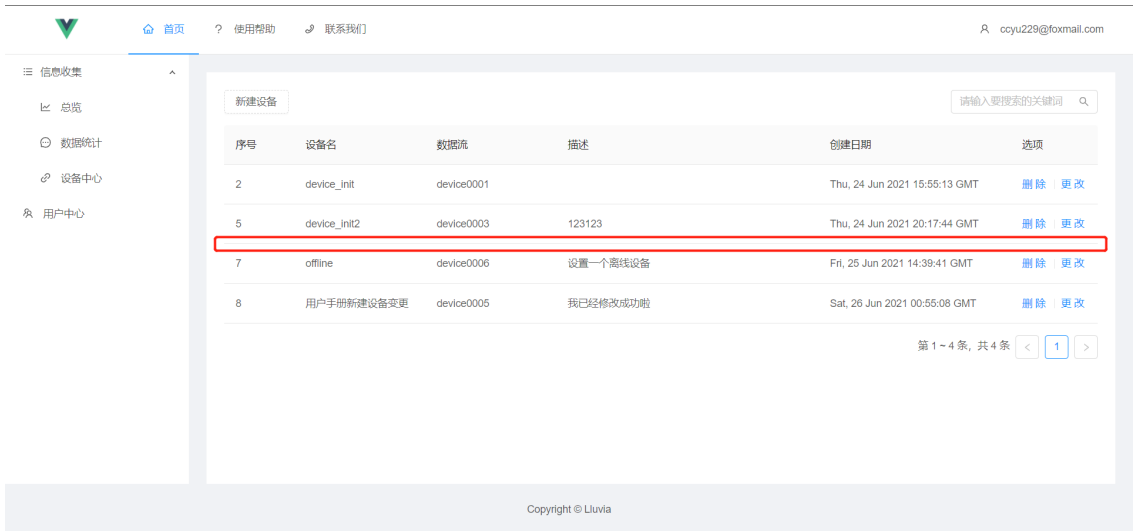 首页 ? 使用帮助 联系我们 ccyu229@foxmail.com
信息收集
总览
数据统计
设备中心
用户中心
新建设备 请输入要搜索的关键词
序号 设备名 数据流 描述 创建日期 选项
2 device_init device0001 Thu, 24 Jun 2021 15:55:13 GMT 删除 更改
5 device_init2 device0003 123123 Thu, 24 Jun 2021 20:17:44 GMT 删除 更改
7 offline device0006 设置一个离线设备 Fri, 25 Jun 2021 14:39:41 GMT 删除 更改
8 用户手册新建设备变更 device0005 我已经修改成功啦 Sat, 26 Jun 2021 00:55:08 GMT 删除 更改
第 1 ~ 4 条, 共 4 条 < 1 >
Copyright © Lluvia